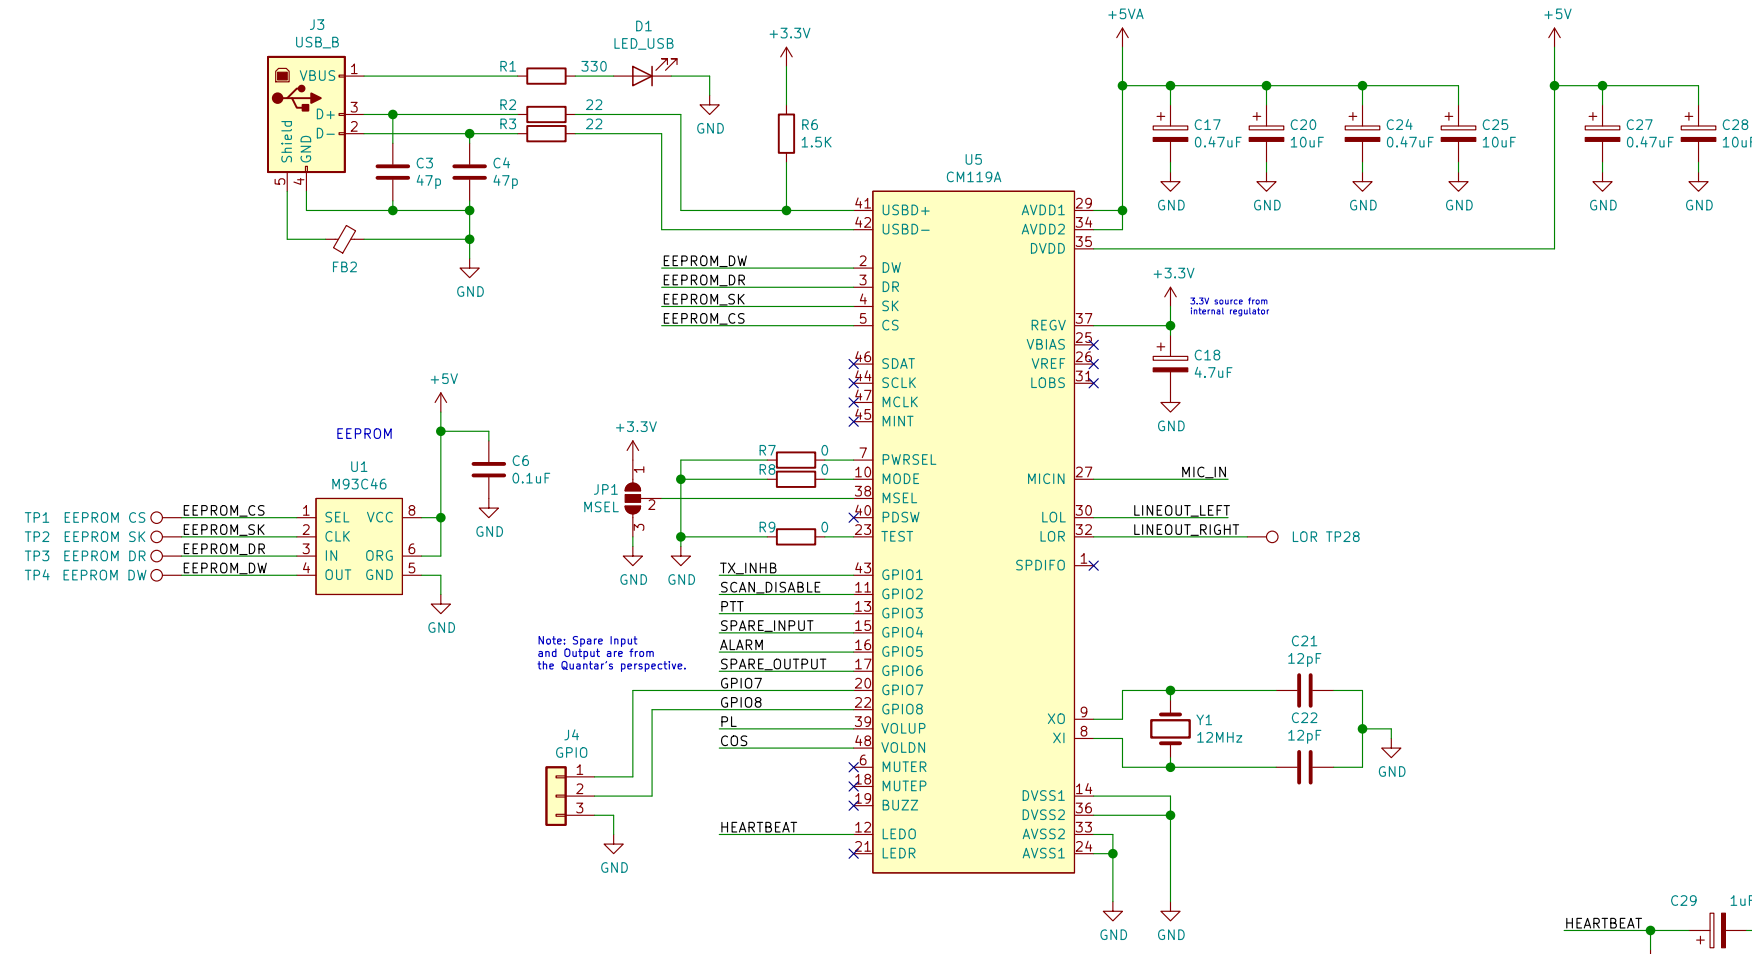 J3
USB_B
VBUS 1
D+ 3
D- 2
Shield
GND
5
4
R1 330
R2 22
R3 22
D1
LED_USB
GND
C3
47p
C4
47p
FB2
GND
+3.3V
R6
1.5K
+5VA
C17
0.47uF
GND
C20
10uF
GND
C24
0.47uF
GND
C25
10uF
GND
+5V
C27
0.47uF
GND
C28
GND
U5
CM119A
41 USBD+
42 USBD-
EEPROM_DW 2 DW
EEPROM_DR 3 DR
EEPROM_SK 4 SK
EEPROM_CS 5 CS
46 SDAT
44 SCLK
47 MCLK
45 MINT
R7 0 7 PWRSEL
R8 0 10 MODE
38 MSEL
40 PDSW
R9 0 23 TEST
TX_INHB 43 GPIO1
SCAN_DISABLE 11 GPIO2
PTT 13 GPIO3
SPARE_INPUT 15 GPIO4
ALARM 16 GPIO5
SPARE_OUTPUT 17 GPIO6
GPIO7 20 GPIO7
GPIO8 22 GPIO8
PL 39 VOLUP
COS 48 VOLDN
6 MUTER
18 MUTEP
19 BUZZ
HEARTBEAT 12 LEDO
21 LEDR
AVDD1 29
AVDD2 34
DVDD 35
REGV 37
VBIAS 25
VREF 26
LOBS 31
MICIN 27 MIC_IN
LOL 30 LINEOUT_LEFT
LOR 32 LINEOUT_RIGHT LOR TP28
SPDIFO 1
XO 9
XI 8
DVSS1 14
DVSS2 36
AVSS2 33
AVSS1 24
GND
GND
+3.3V
3.3V source from
internal regulator
C18
4.7uF
GND
+5V
EEPROM
C6
0.1uF
GND
U1
M93C46
TP1 EEPROM CS EEPROM_CS 1 SEL VCC 8
TP2 EEPROM SK EEPROM_SK 2 CLK
TP3 EEPROM DR EEPROM_DR 3 IN ORG 6
TP4 EEPROM DW EEPROM_DW 4 OUT GND 5
GND
+3.3V
JP1
MSEL
1
2
3
GND
GND
Note: Spare Input
and Output are from
the Quantar's perspective.
J4
GPIO
1
2
3
GND
C21
12pF
C22
12pF
Y1
12MHz
GND
HEARTBEAT
C29